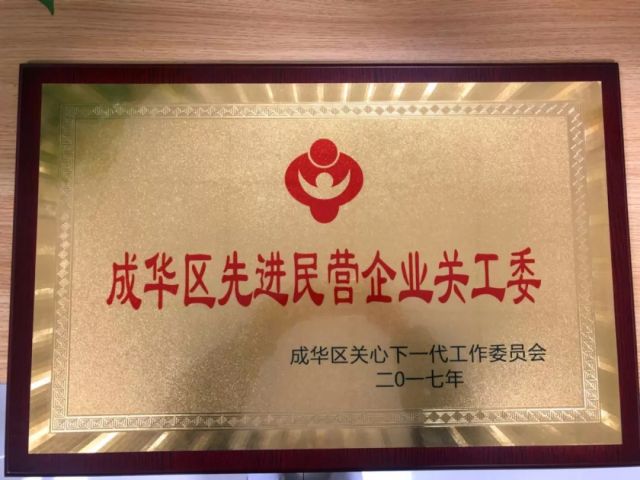 成华区先进民营企业关工委
成华区关心下一代工作委员会
二0一七年